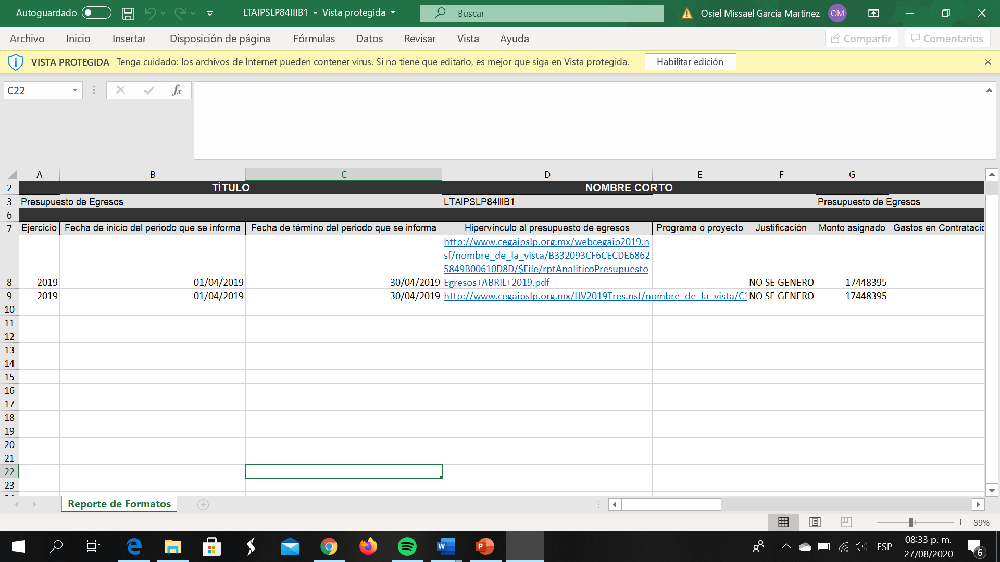 Autoguardado
LTAIPSLP84IIIB1 - Vista protegida
Buscar
Osiel Missael Garcia Martinez
OM
Archivo Inicio Insertar Disposición de página Fórmulas Datos Revisar Vista Ayuda
Compartir
Comentarios
VISTA PROTEGIDA Tenga cuidado: los archivos de Internet pueden contener virus. Si no tiene que editarlo, es mejor que siga en Vista protegida.
Habilitar edición
C22
fx
A B C D E F G
2 TÍTULO NOMBRE CORTO
3 Presupuesto de Egresos LTAIPSLP84IIIB1 Presupuesto de Egresos
6
7 Ejercicio Fecha de inicio del periodo que se informa Fecha de término del periodo que se informa Hipervínculo al presupuesto de egresos Programa o proyecto Justificación Monto asignado Gastos en Contratació
http://www.cegaipslp.org.mx/webcegaip2019.n
sf/nombre_de_la_vista/B332093CF6CECDE6862
5849B00610D8D/$File/rptAnaliticoPresupuesto
8 2019 01/04/2019 30/04/2019 Egresos+ABRIL+2019.pdf NO SE GENERO 17448395
9 2019 01/04/2019 30/04/2019 http://www.cegaipslp.org.mx/HV2019Tres.nsf/nombre_de_la_vista/C1 NO SE GENERO 17448395
10
11
12
13
14
15
16
17
18
19
20
21
22
23
Reporte de Formatos
89%
ESP
08:33 p. m.
27/08/2020
6